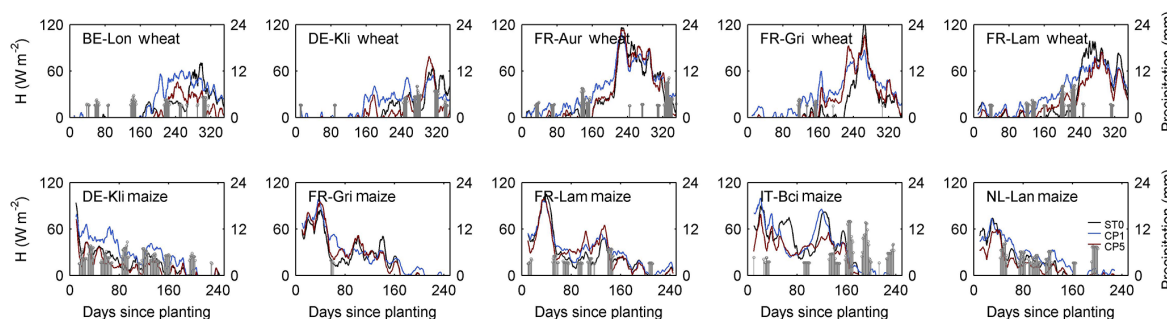 BE-Lon wheat
DE-Kli wheat
FR-Aur wheat
FR-Gri wheat
FR-Lam wheat
H (W m-2)
120 60 0
24 12 0
120 60 0
24 12 0
120 60 0
24 12 0
120 60 0
24 12 0
120 60 0
24 12 0
Precipitation (mm)
0 80 160 240 320
0 80 160 240 320
0 80 160 240 320
0 80 160 240 320
0 80 160 240 320
DE-Kli maize
FR-Gri maize
FR-Lam maize
IT-Bci maize
NL-Lan maize
H (W m-2)
120 60 0
24 12 0
120 60 0
24 12 0
120 60 0
24 12 0
120 60 0
24 12 0
120 60 0
24 12 0
Precipitation (mm)
ST0
CP1
CP5
0 80 160 240
0 80 160 240
0 80 160 240
0 80 160 240
0 80 160 240
Days since planting
Days since planting
Days since planting
Days since planting
Days since planting